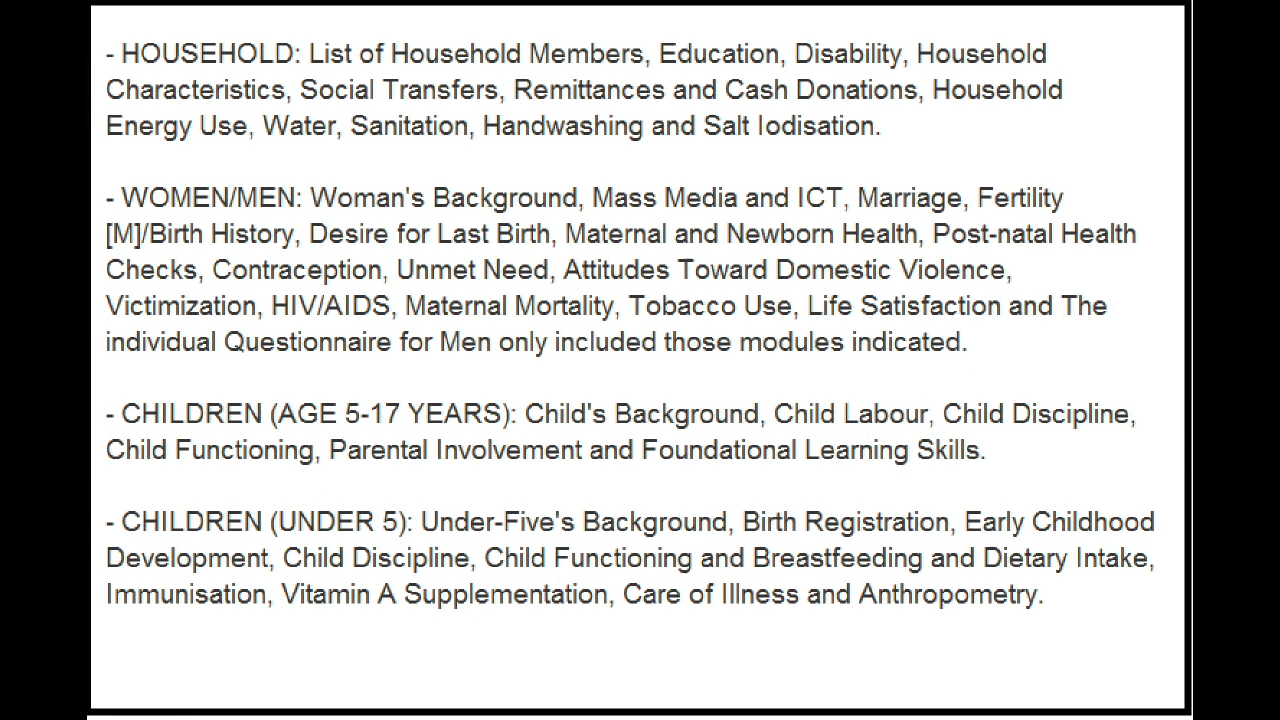 - HOUSEHOLD: List of Household Members, Education, Disability, Household
Characteristics, Social Transfers, Remittances and Cash Donations, Household
Energy Use, Water, Sanitation, Handwashing and Salt Iodisation.
- WOMEN/MEN: Woman's Background, Mass Media and ICT, Marriage, Fertility
[M]/Birth History, Desire for Last Birth, Maternal and Newborn Health, Post-natal Health
Checks, Contraception, Unmet Need, Attitudes Toward Domestic Violence,
Victimization, HIV/AIDS, Maternal Mortality, Tobacco Use, Life Satisfaction and The
individual Questionnaire for Men only included those modules indicated.
- CHILDREN (AGE 5-17 YEARS): Child's Background, Child Labour, Child Discipline,
Child Functioning, Parental Involvement and Foundational Learning Skills.
- CHILDREN (UNDER 5): Under-Five's Background, Birth Registration, Early Childhood
Development, Child Discipline, Child Functioning and Breastfeeding and Dietary Intake,
Immunisation, Vitamin A Supplementation, Care of Illness and Anthropometry.